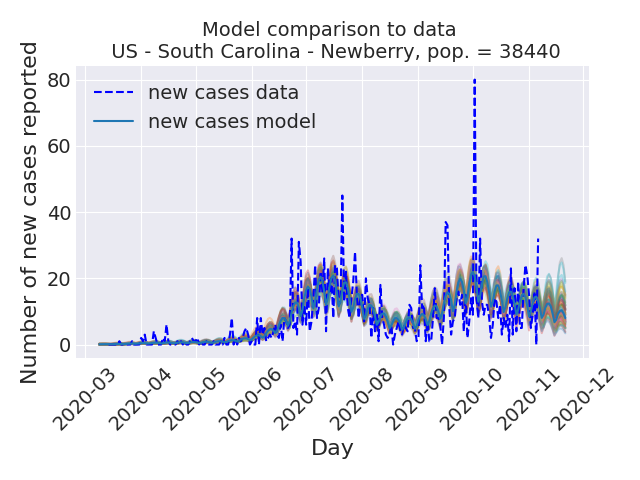 Model comparison to data
US - South Carolina - Newberry, pop. = 38440
Number of new cases reported
80
60
40
20
0
new cases data
new cases model
2020-03
2020-04
2020-05
2020-06
2020-07
2020-08
2020-09
2020-10
2020-11
2020-12
Day